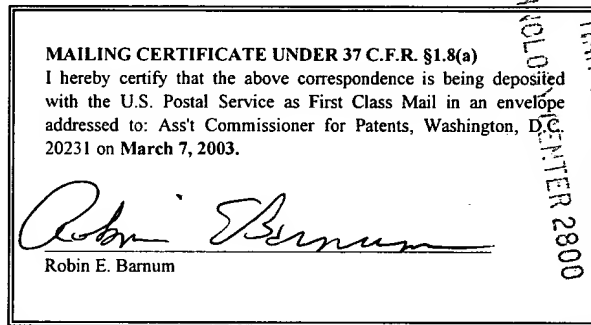 MAILING CERTIFICATE UNDER 37 C.F.R. §1.8(a)
I hereby certify that the above correspondence is being deposited
with the U.S. Postal Service as First Class Mail in an envelope
addressed to: Ass't Commissioner for Patents, Washington, D.C.
20231 on March 7, 2003.
Robin E Barnum
Robin E. Barnum
CENTER 2800